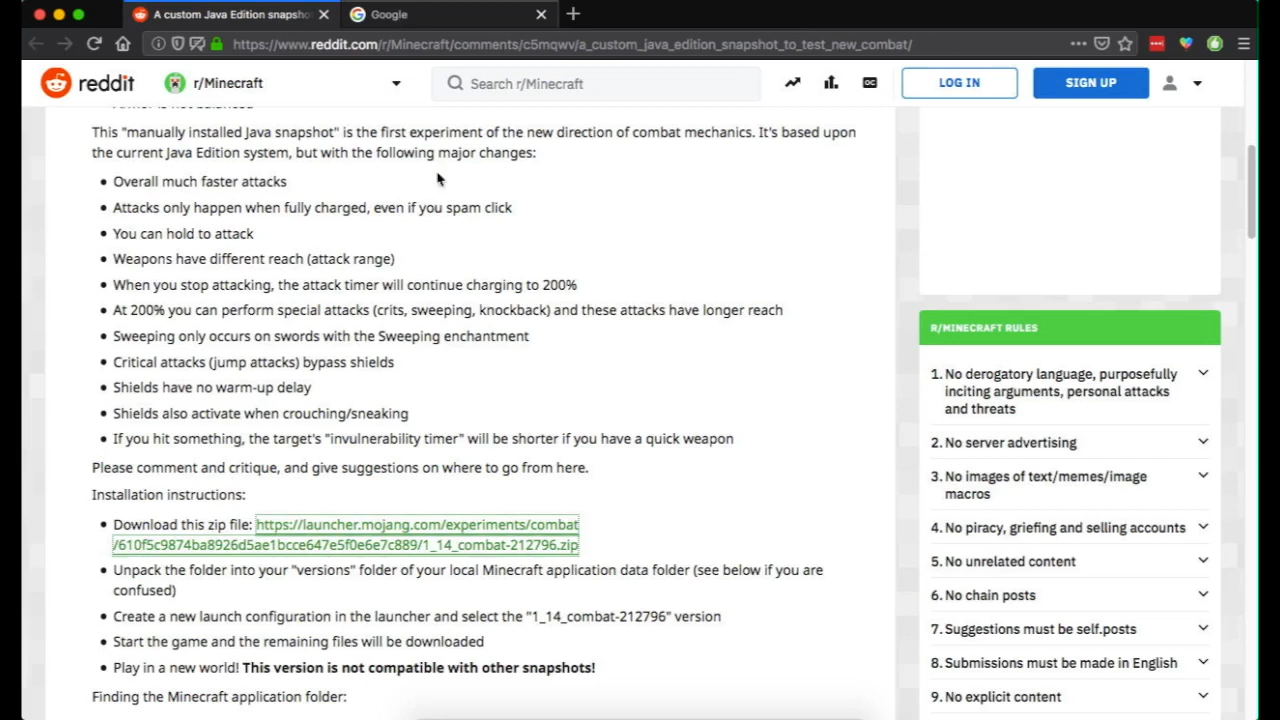 A custom Java Edition snapshot
Google
https://www.reddit.com/r/Minecraft/comments/c5mqwv/a_custom_java_edition_snapshot_to_test_new_combat/
reddit
r/Minecraft
Search r/Minecraft
LOG IN
SIGN UP
This "manually installed Java snapshot" is the first experiment of the new direction of combat mechanics. It's based upon
the current Java Edition system, but with the following major changes:
Overall much faster attacks
Attacks only happen when fully charged, even if you spam click
You can hold to attack
Weapons have different reach (attack range)
When you stop attacking, the attack timer will continue charging to 200%
At 200% you can perform special attacks (crits, sweeping, knockback) and these attacks have longer reach
Sweeping only occurs on swords with the Sweeping enchantment
Critical attacks (jump attacks) bypass shields
Shields have no warm-up delay
Shields also activate when crouching/sneaking
If you hit something, the target's "invulnerability timer" will be shorter if you have a quick weapon
Please comment and critique, and give suggestions on where to go from here.
Installation instructions:
Download this zip file: https://launcher.mojang.com/experiments/combat
/610f5c9874ba8926d5ae1bcce647e5f0e6e7c889/1_14_combat-212796.zip
Unpack the folder into your "versions" folder of your local Minecraft application data folder (see below if you are
confused)
Create a new launch configuration in the launcher and select the "1_14_combat-212796" version
Start the game and the remaining files will be downloaded
Play in a new world! This version is not compatible with other snapshots!
Finding the Minecraft application folder:
R/MINECRAFT RULES
1. No derogatory language, purposefully
inciting arguments, personal attacks
and threats
2. No server advertising
3. No images of text/memes/image
macros
4. No piracy, griefing and selling accounts
5. No unrelated content
6. No chain posts
7. Suggestions must be self.posts
8. Submissions must be made in English
9. No explicit content